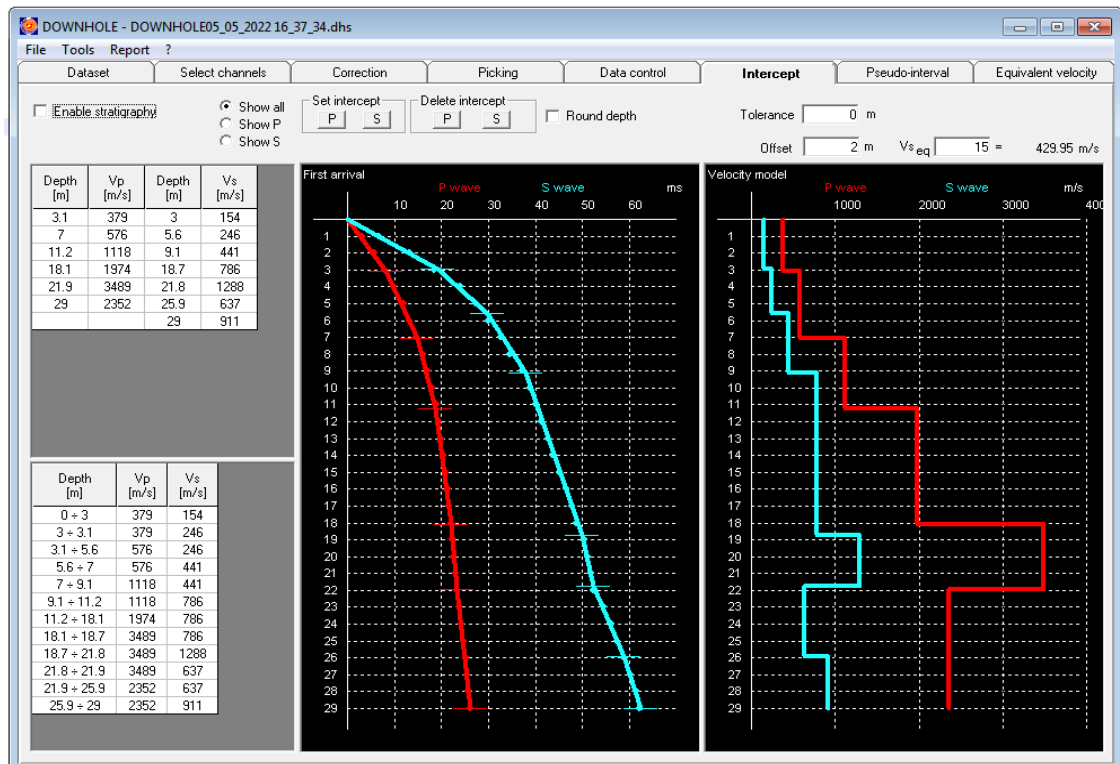 DOWNHOLE - DOWNHOLE05_05_2022 16_37_34.dhs
File Tools Report ?
Dataset Select channels Correction Picking Data control Intercept Pseudo-interval Equivalent velocity
Enable stratigraphy
Show all
Show P
Show S
Set intercept
P S
Delete intercept
P S
Round depth
Tolerance 0 m
Offset 2 m Vs eq 15 = 429.95 m/s
Depth [m] Vp [m/s] Depth [m] Vs [m/s]
3.1 379 3 154
7 576 5.6 246
11.2 1118 9.1 441
18.1 1974 18.7 786
21.9 3489 21.8 1288
29 2352 25.9 637
29 911
Depth [m] Vp [m/s] Vs [m/s]
0 ÷ 3 379 154
3 ÷ 3.1 379 246
3.1 ÷ 5.6 576 246
5.6 ÷ 7 576 441
7 ÷ 9.1 1118 441
9.1 ÷ 11.2 1118 786
11.2 ÷ 18.1 1974 786
18.1 ÷ 18.7 3489 786
18.7 ÷ 21.8 3489 1288
21.8 ÷ 21.9 3489 637
21.9 ÷ 25.9 2352 637
25.9 ÷ 29 2352 911
First arrival
P wave S wave ms
10 20 30 40 50 60
1
2
3
4
5
6
7
8
9
10
11
12
13
14
15
16
17
18
19
20
21
22
23
24
25
26
27
28
29
Velocity model
P wave S wave m/s
1000 2000 3000 400
1
2
3
4
5
6
7
8
9
10
11
12
13
14
15
16
17
18
19
20
21
22
23
24
25
26
27
28
29